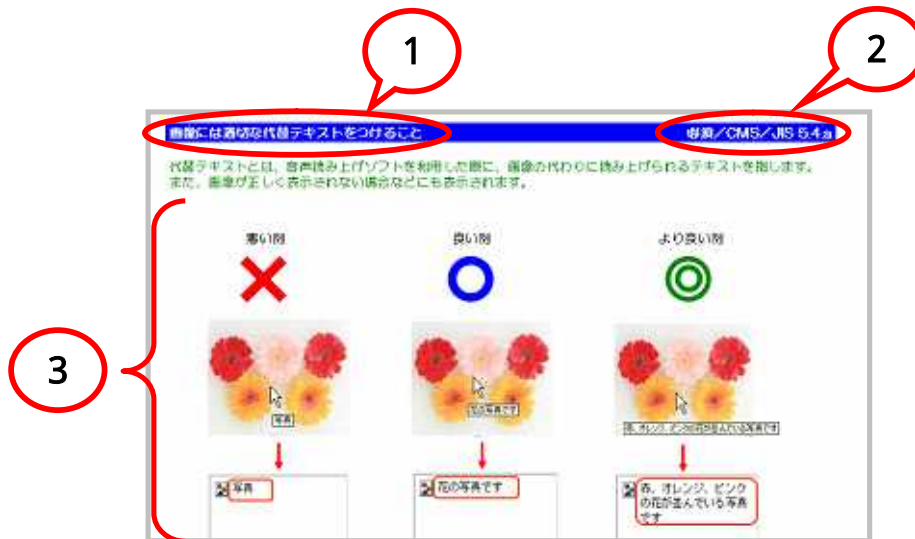 1
2
画像には適切な代替テキストをつけること
必須/CMS/JIS 5.4:a
代替テキストとは、音声読み上げソフトを利用した際に、画像の代わりに読み上げられるテキストを指します。
また、画像が正しく表示されない場合などにも表示されます。
3
悪い例
良い例
より良い例
写真
花の写真です
赤、オレンジ、ピンクの花が並んでいる写真です
写真
花の写真です
赤、オレンジ、ピンク
の花が並んでいる写真
です